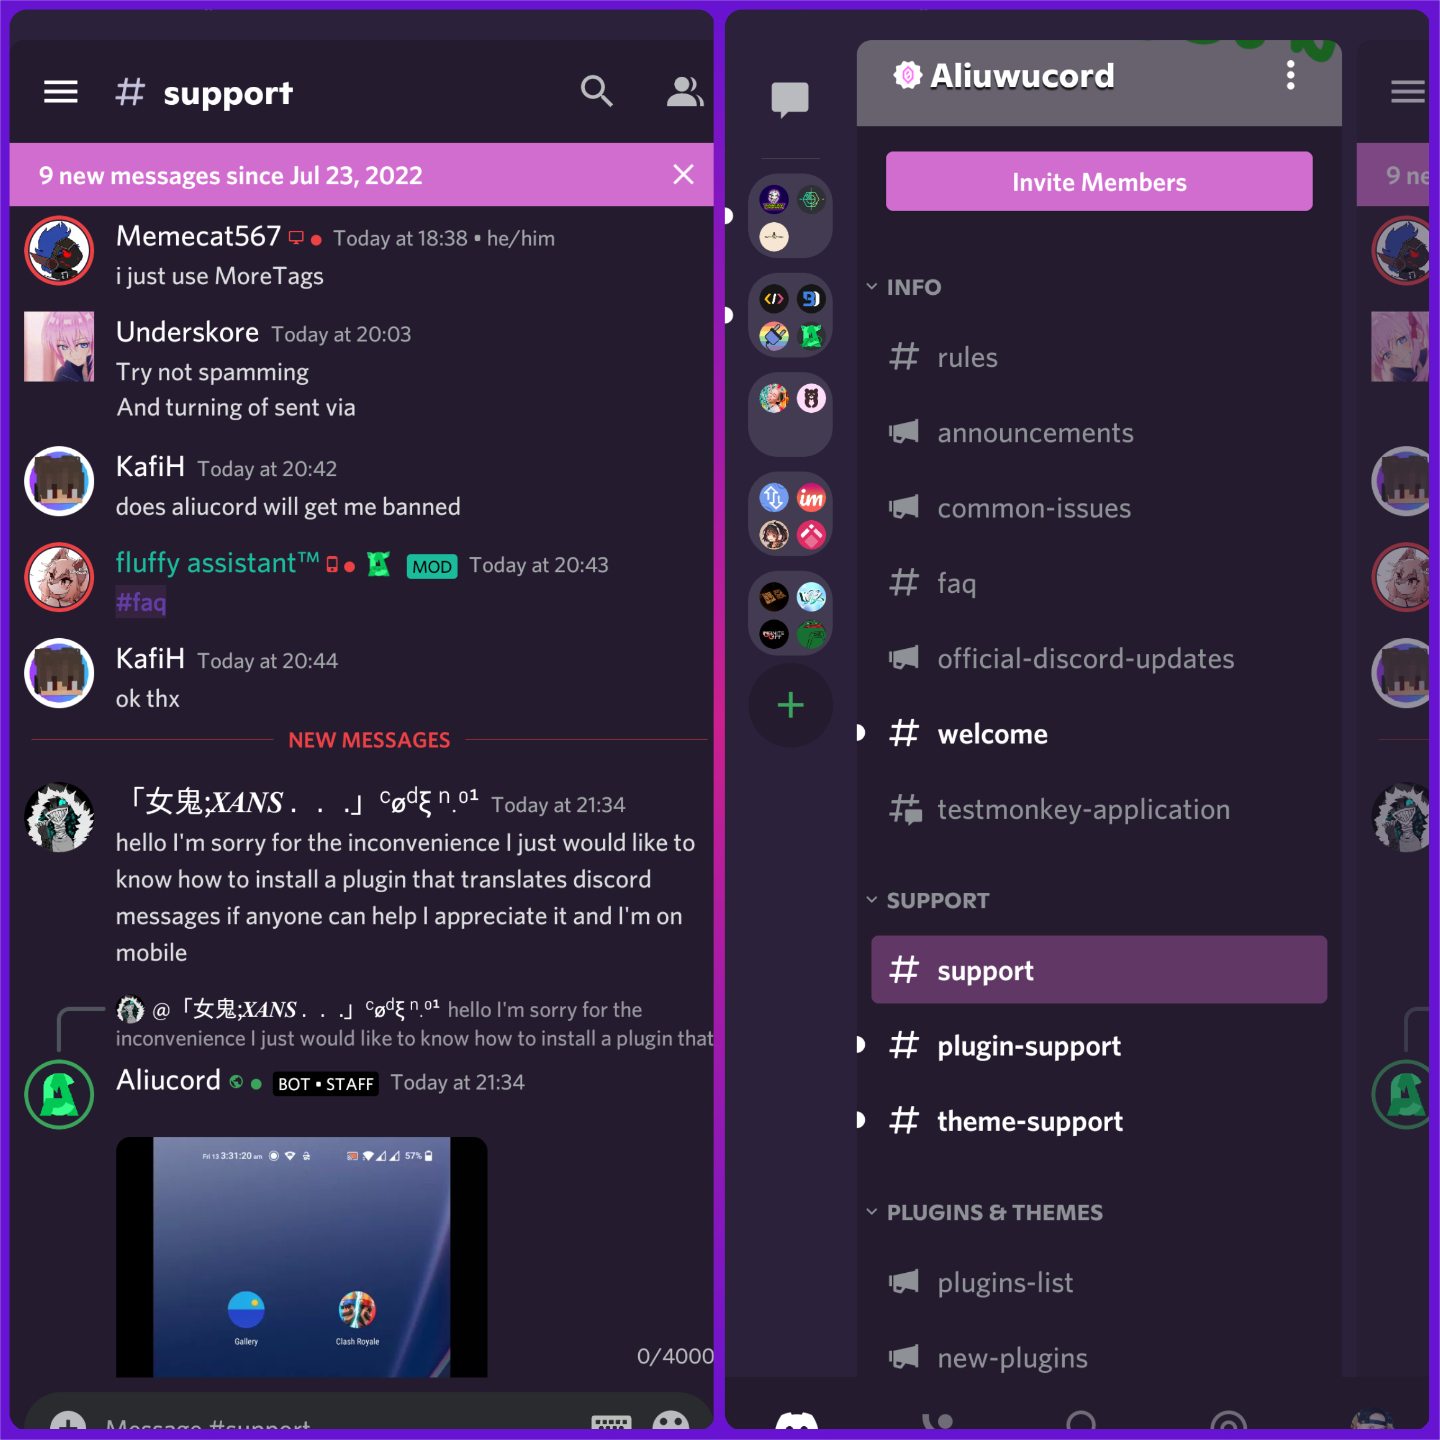 # support
9 new messages since Jul 23, 2022
Memecat567 Today at 18:38 • he/him
i just use MoreTags
Underskore Today at 20:03
Try not spamming
And turning of sent via
KafiH Today at 20:42
does aliucord will get me banned
fluffy assistant™ MOD Today at 20:43
#faq
KafiH Today at 20:44
ok thx
NEW MESSAGES
「女鬼;𝑿𝑨𝑵𝑺 . . .」ᶜødξ ⁿ.⁰¹ Today at 21:34
hello I'm sorry for the inconvenience I just would like to
know how to install a plugin that translates discord
messages if anyone can help I appreciate it and I'm on
mobile
@「女鬼;𝑿𝑨𝑵𝑺 . . .」ᶜødξ ⁿ.⁰¹ hello I'm sorry for the
inconvenience I just would like to know how to install a plugin that
Aliucord BOT • STAFF Today at 21:34
Fri 13 3:31:20 am 57%
Gallery Clash Royale
0/4000
Message #support
Aliuwucord
Invite Members
INFO
# rules
announcements
common-issues
# faq
official-discord-updates
# welcome
testmonkey-application
SUPPORT
# support
# plugin-support
# theme-support
PLUGINS & THEMES
plugins-list
new-plugins
9 ne